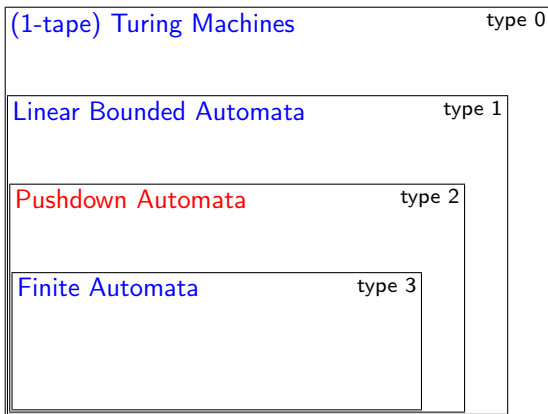 (1-tape) Turing Machines type 0
Linear Bounded Automata type 1
Pushdown Automata type 2
Finite Automata type 3